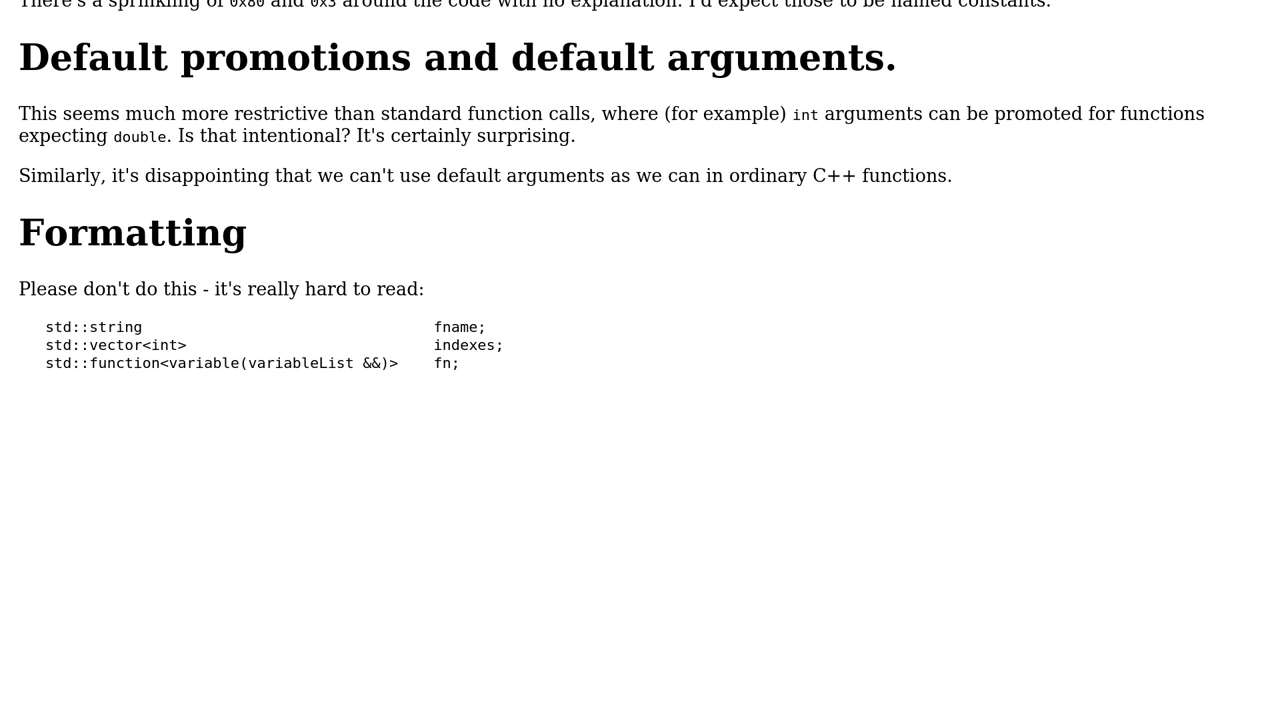 There's a sprinkling of 0x80 and 0x3 around the code with no explanation. I'd expect those to be named constants.
Default promotions and default arguments.
This seems much more restrictive than standard function calls, where (for example) int arguments can be promoted for functions
expecting double. Is that intentional? It's certainly surprising.
Similarly, it's disappointing that we can't use default arguments as we can in ordinary C++ functions.
Formatting
Please don't do this - it's really hard to read:
std::string                                 fname;
std::vector<int>                            indexes;
std::function<variable(variableList &&)>    fn;